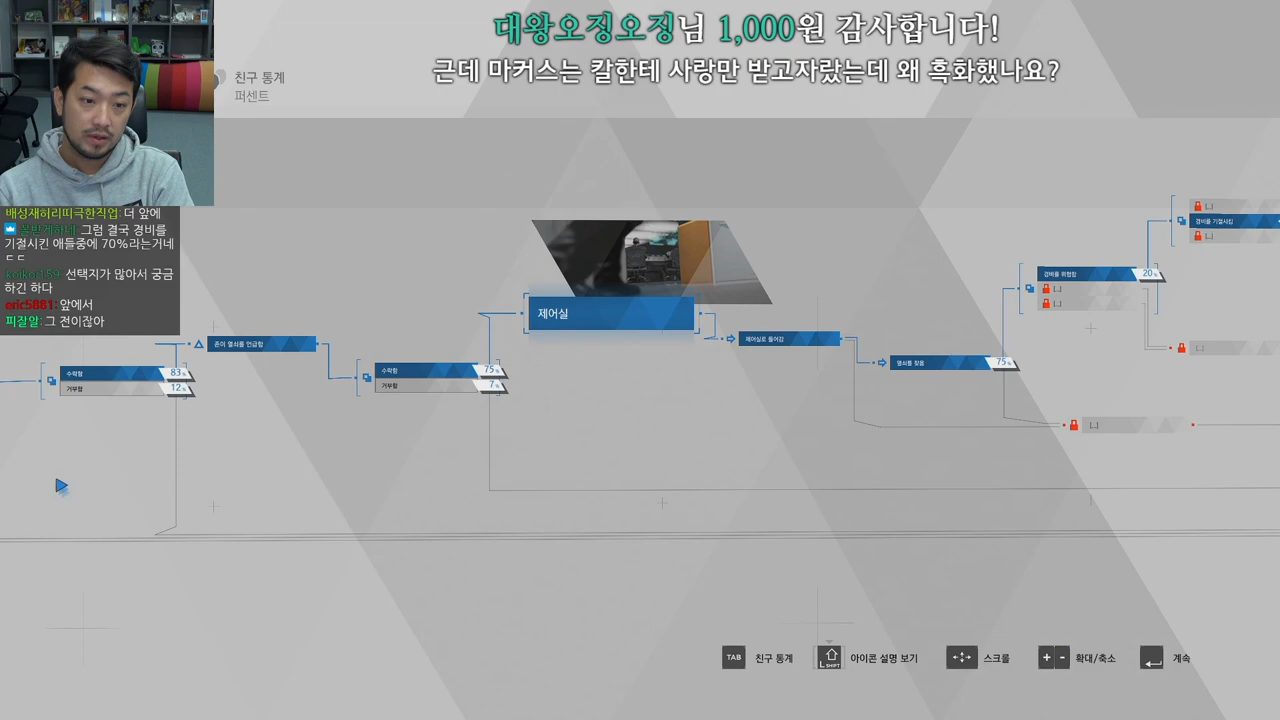 대왕오징오징님 1,000원 감사합니다!
근데 마커스는 칼한테 사랑만 받고자랐는데 왜 흑화했나요?
친구 통계
퍼센트
배성재허리띠극한직업: 더 앞에
그럼 결국 경비를
기절시킨 애들중에 70%라는거네
ㄷㄷ
keiko159: 선택지가 많아서 궁금
하긴 하다
eric5881: 앞에서
피잘알: 그 전이잖아
수락함 83%
거부함 12%
존이 열쇠를 언급함
수락함 75%
거부함 7%
제어실
제어실로 들어감
열쇠를 찾음 75%
경비를 위협함 20%
[...]
[...]
[...]
경비를 기절시킴
[...]
[...]
[...]
TAB 친구 통계
L SHIFT 아이콘 설명 보기
스크롤
+ - 확대/축소
계속